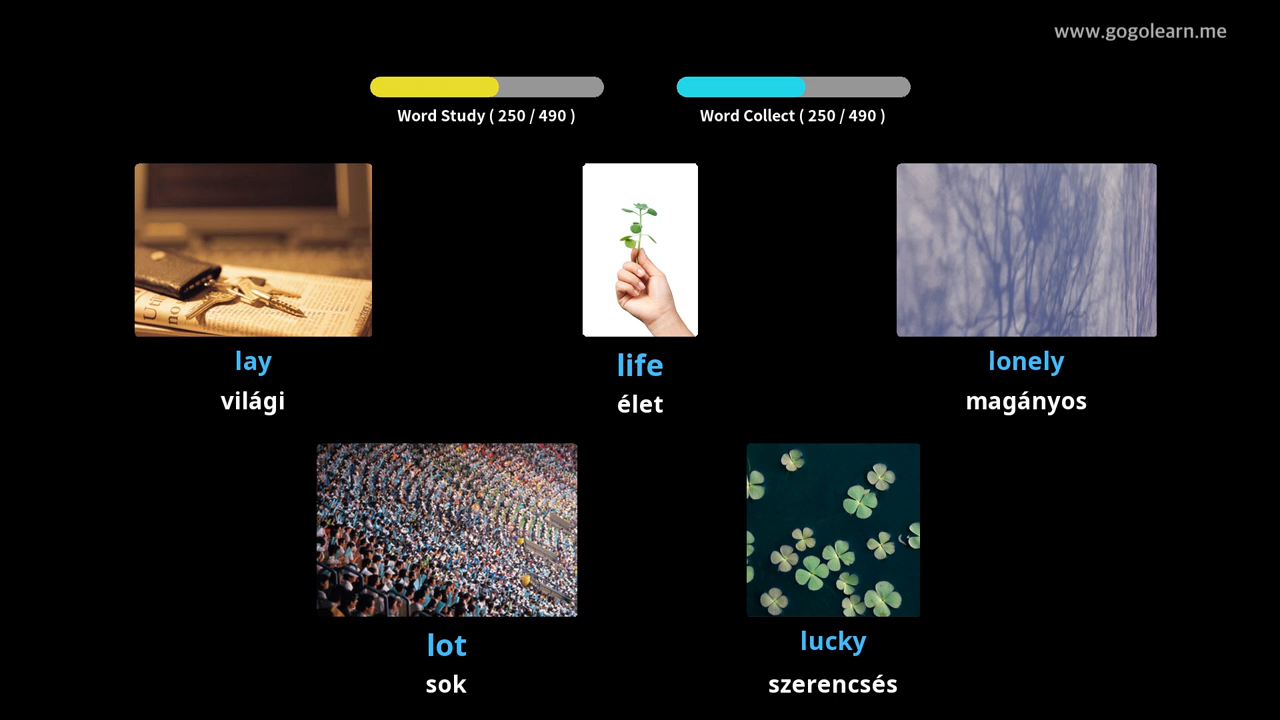 www.gogolearn.me
Word Study ( 250 / 490 )
Word Collect ( 250 / 490 )
lay
világi
life
élet
lonely
magányos
lot
sok
lucky
szerencsés